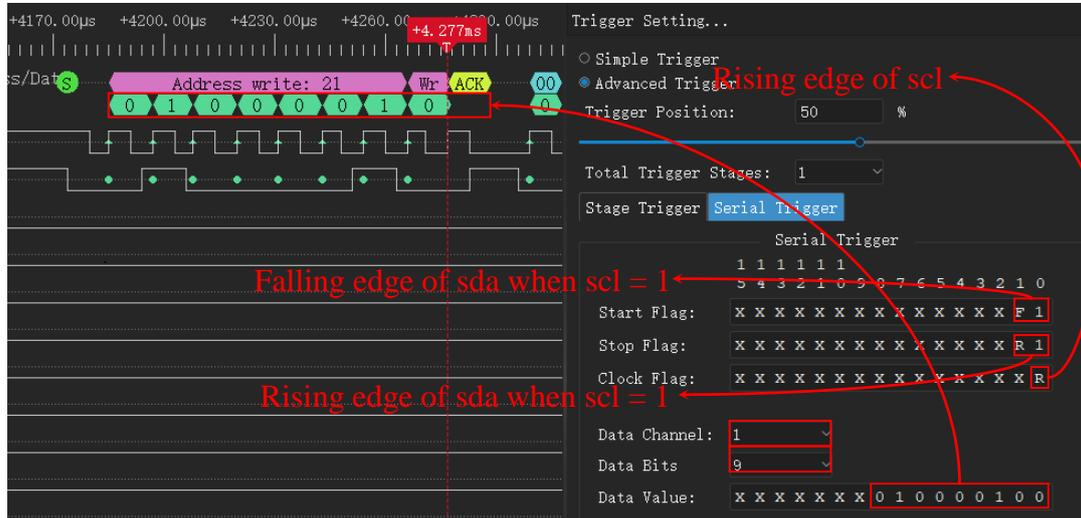 +4170.00μs +4200.00μs +4230.00μs +4260.00 0.00μs
+4.277ms
T
ss/Data S Address write: 21 Wr ACK 00
0 1 0 0 0 0 1 0 0
Trigger Setting...
Simple Trigger
Advanced Trigger
Rising edge of scl
Trigger Position: 50 %
Total Trigger Stages: 1
Stage Trigger Serial Trigger
Serial Trigger
1 1 1 1 1 1
5 4 3 2 1 0 9 8 7 6 5 4 3 2 1 0
Falling edge of sda when scl = 1
Start Flag: X X X X X X X X X X X X X X F 1
Stop Flag: X X X X X X X X X X X X X X R 1
Clock Flag: X X X X X X X X X X X X X X X R
Rising edge of sda when scl = 1
Data Channel: 1
Data Bits 9
Data Value: X X X X X X X 0 1 0 0 0 0 1 0 0